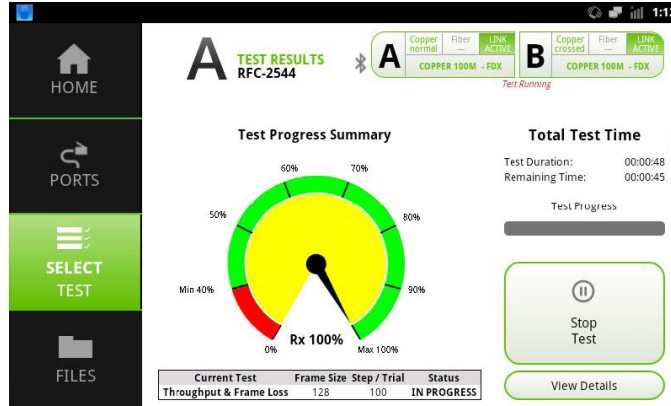 1:1
HOME
PORTS
SELECT
TEST
FILES
A
TEST RESULTS
RFC-2544
A
Copper
normal
Fiber
—
LINK
ACTIVE
COPPER 100M - FDX
B
Copper
crossed
Fiber
—
LINK
ACTIVE
COPPER 100M - FDX
Test Running
Test Progress Summary
60%
70%
50%
80%
Min 40%
90%
0%
Rx 100%
Max 100%
Current Test Frame Size Step / Trial Status
Throughput & Frame Loss 128 100 IN PROGRESS
Total Test Time
Test Duration: 00:00:48
Remaining Time: 00:00:45
Test Progress
Stop
Test
View Details